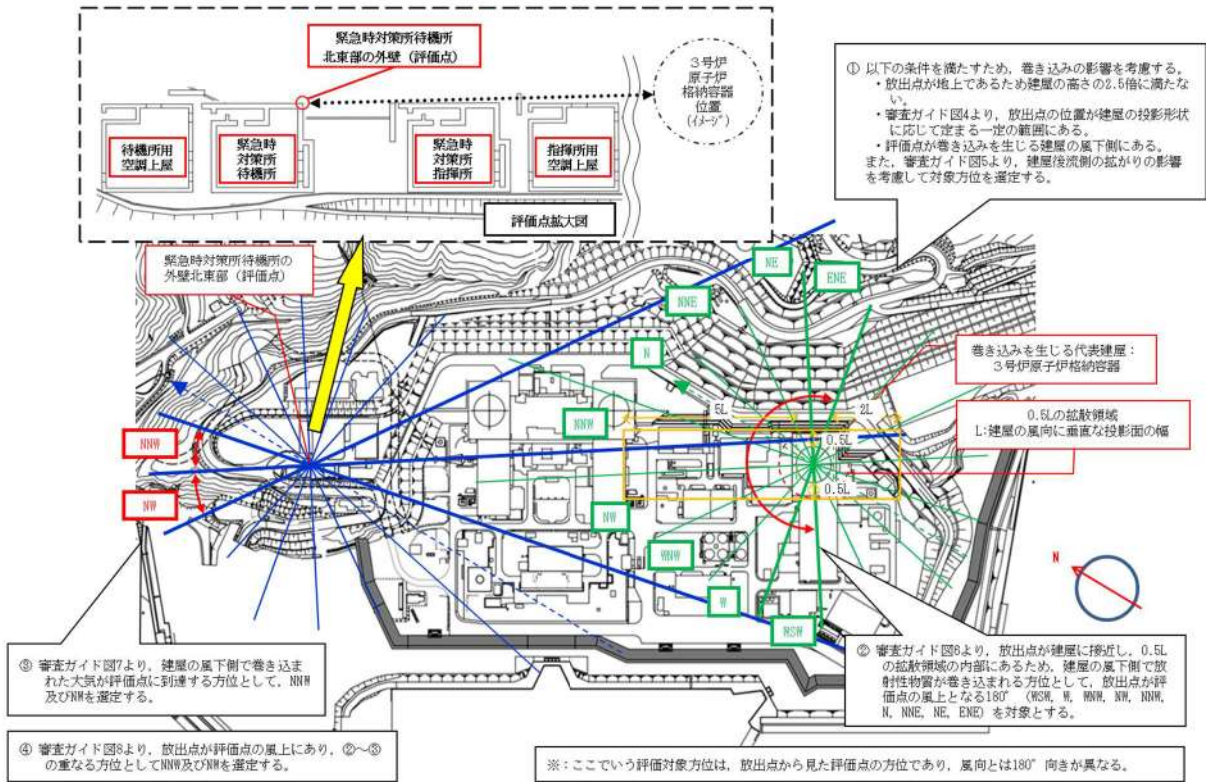 緊急時対策所待機所
北東部の外壁（評価点）
3号炉
原子炉
格納容器
位置
(イメージ)
待機所用
空調上屋
緊急時
対策所
待機所
緊急時
対策所
指揮所
指揮所用
空調上屋
評価点拡大図
① 以下の条件を満たすため，巻き込みの影響を考慮する。
・放出点が地上であるため建屋の高さの2.5倍に満たな
い。
・審査ガイド図4より，放出点の位置が建屋の投影形状
に応じて定まる一定の範囲にある。
・評価点が巻き込みを生じる建屋の風下側にある。
また，審査ガイド図5より，建屋後流側の拡がりの影響
を考慮して対象方位を選定する。
緊急時対策所待機所の
外壁北東部（評価点）
NE
ENE
NNE
N
NNW
NW
WNW
W
WSW
5L
2L
0.5L
0.5L
巻き込みを生じる代表建屋：
3号炉原子炉格納容器
0.5Lの拡散領域
L:建屋の風向に垂直な投影面の幅
NNW
NW
N
③ 審査ガイド図7より，建屋の風下側で巻き込ま
れた大気が評価点に到達する方位として，NNW
及びNWを選定する。
④ 審査ガイド図8より，放出点が評価点の風上にあり，②～③
の重なる方位としてNNW及びNWを選定する。
② 審査ガイド図6より，放出点が建屋に接近し，0.5L
の拡散領域の内部にあるため，建屋の風下側で放
射性物質が巻き込まれる方位として，放出点が評
価点の風上となる180°（WSW, W, WNW, NW, NNW,
N, NNE, NE, ENE）を対象とする。
※：ここでいう評価対象方位は，放出点から見た評価点の方位であり，風向とは180°向きが異なる。